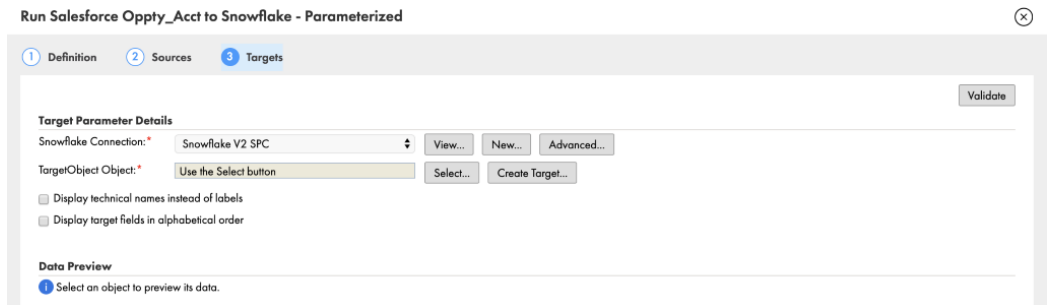 Run Salesforce Oppty_Acct to Snowflake - Parameterized
1 Definition 2 Sources 3 Targets
Validate
Target Parameter Details
Snowflake Connection:* Snowflake V2 SPC View... New... Advanced...
TargetObject Object:* Use the Select button Select... Create Target...
Display technical names instead of labels
Display target fields in alphabetical order
Data Preview
Select an object to preview its data.